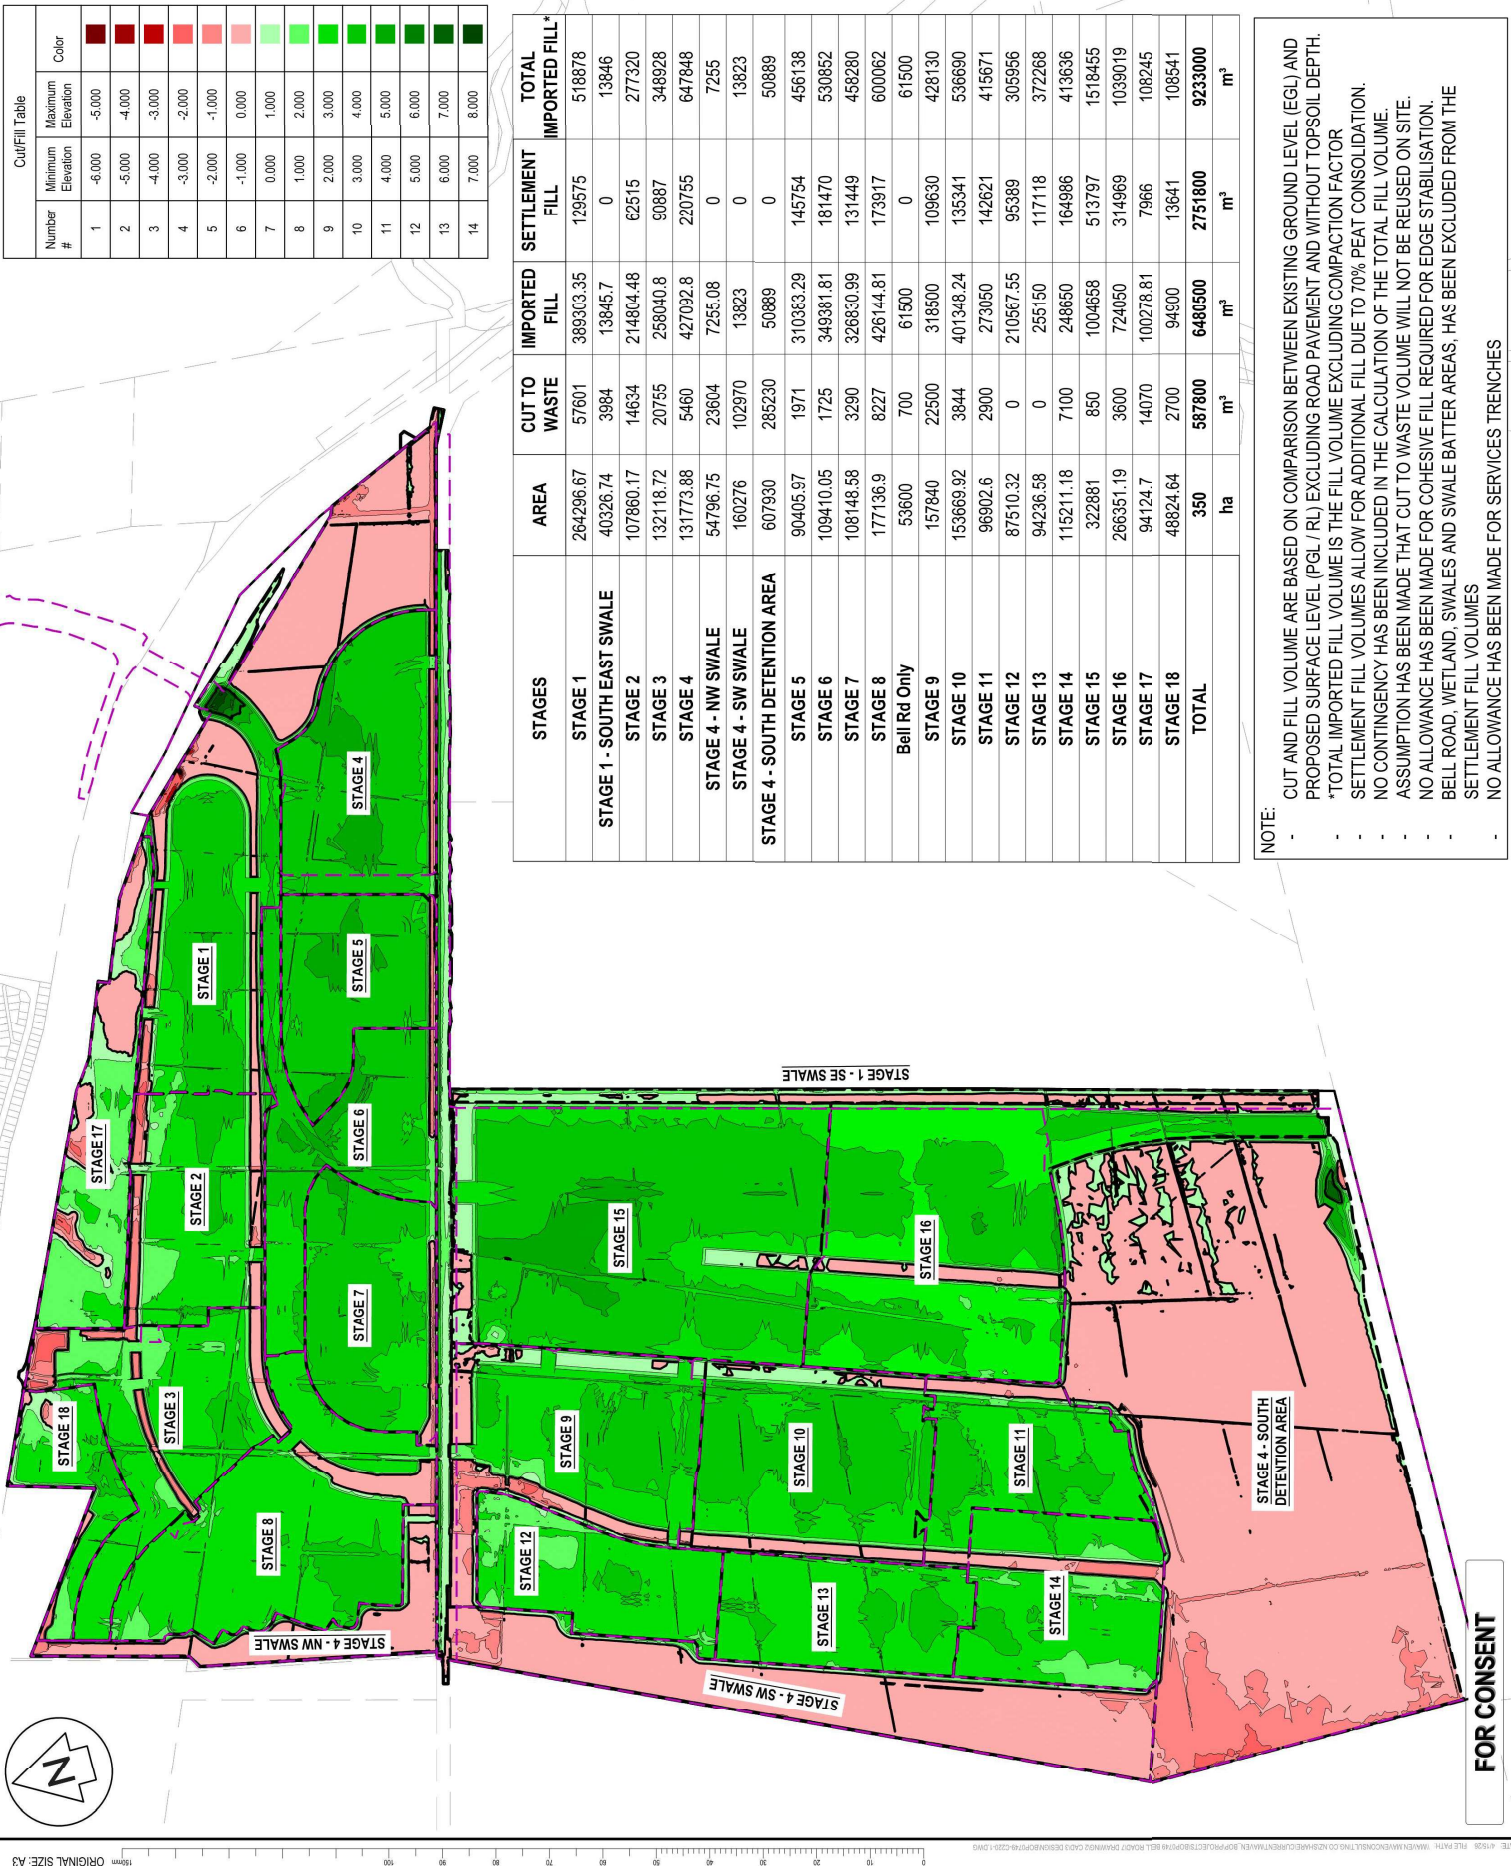 Cut/Fill Table
Number # Minimum Elevation Maximum Elevation Color
1 -6.000 -5.000
2 -5.000 -4.000
3 -4.000 -3.000
4 -3.000 -2.000
5 -2.000 -1.000
6 -1.000 0.000
7 0.000 1.000
8 1.000 2.000
9 2.000 3.000
10 3.000 4.000
11 4.000 5.000
12 5.000 6.000
13 6.000 7.000
14 7.000 8.000
STAGES AREA CUT TO WASTE IMPORTED FILL SETTLEMENT FILL TOTAL IMPORTED FILL*
STAGE 1 264296.67 57601 389303.35 129575 518878
STAGE 1 - SOUTH EAST SWALE 40326.74 3984 13845.7 0 13846
STAGE 2 107860.17 14634 214804.48 62515 277320
STAGE 3 132118.72 20755 258040.8 90887 348928
STAGE 4 131773.88 5460 427092.8 220755 647848
STAGE 4 - NW SWALE 54796.75 23604 7255.08 0 7255
STAGE 4 - SW SWALE 160276 102970 13823 0 13823
STAGE 4 - SOUTH DETENTION AREA 607930 285230 50889 0 50889
STAGE 5 90405.97 1971 310383.29 145754 456138
STAGE 6 109410.05 1725 349381.81 181470 530852
STAGE 7 108148.58 3290 326830.99 131449 458280
STAGE 8 177136.9 8227 426144.81 173917 600062
Bell Rd Only 53600 700 61500 0 61500
STAGE 9 157840 22500 318500 109630 428130
STAGE 10 153669.92 3844 401348.24 135341 536690
STAGE 11 96902.6 2900 273050 142621 415671
STAGE 12 87510.32 0 210567.55 95389 305956
STAGE 13 94236.58 0 255150 117118 372268
STAGE 14 115211.18 7100 248650 164986 413636
STAGE 15 322881 850 1004658 513797 1518455
STAGE 16 266351.19 3600 724050 314969 1039019
STAGE 17 94124.7 14070 100278.81 7966 108245
STAGE 18 48824.64 2700 94900 13641 108541
TOTAL 350 587800 6480500 2751800 9233000
ha m³ m³ m³ m³
NOTE:
- CUT AND FILL VOLUME ARE BASED ON COMPARISON BETWEEN EXISTING GROUND LEVEL (EGL) AND
PROPOSED SURFACE LEVEL (PGL / RL) EXCLUDING ROAD PAVEMENT AND WITHOUT TOPSOIL DEPTH.
- *TOTAL IMPORTED FILL VOLUME IS THE FILL VOLUME EXCLUDING COMPACTION FACTOR
- SETTLEMENT FILL VOLUMES ALLOW FOR ADDITIONAL FILL DUE TO 70% PEAT CONSOLIDATION.
- NO CONTINGENCY HAS BEEN INCLUDED IN THE CALCULATION OF THE TOTAL FILL VOLUME.
- ASSUMPTION HAS BEEN MADE THAT CUT TO WASTE VOLUME WILL NOT BE REUSED ON SITE.
- NO ALLOWANCE HAS BEEN MADE FOR COHESIVE FILL REQUIRED FOR EDGE STABILISATION.
- BELL ROAD, WETLAND, SWALES AND SWALE BATTER AREAS, HAS BEEN EXCLUDED FROM THE
SETTLEMENT FILL VOLUMES
- NO ALLOWANCE HAS BEEN MADE FOR SERVICES TRENCHES
N
STAGE 18
STAGE 17
STAGE 3
STAGE 2
STAGE 1
STAGE 8
STAGE 7
STAGE 6
STAGE 5
STAGE 4
STAGE 4 - NW SWALE
STAGE 12
STAGE 9
STAGE 15
STAGE 1 - SE SWALE
STAGE 13
STAGE 10
STAGE 16
STAGE 14
STAGE 11
STAGE 4 - SW SWALE
STAGE 4 - SOUTH
DETENTION AREA
FOR CONSENT
ORIGINAL SIZE: A3
150mm 100 90 80 70 60 50 40 30 20 10 0